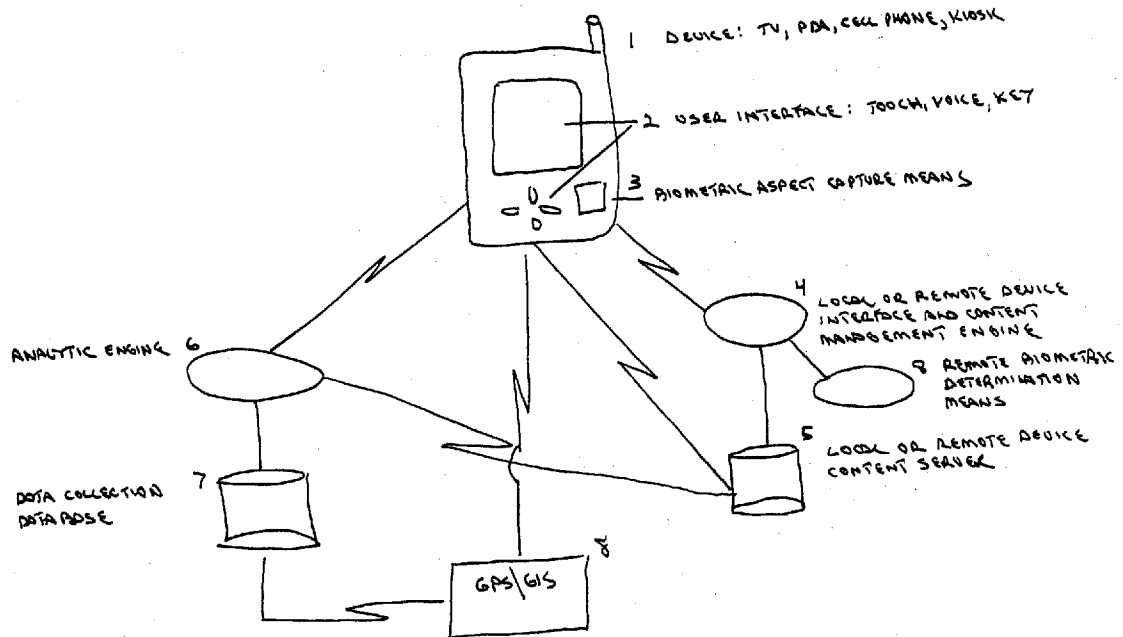 1 DEVICE: TV, PDA, CELL PHONE, KIOSK
2 USER INTERFACE: TOUCH, VOICE, KEY
3 BIOMETRIC ASPECT CAPTURE MEANS
4 LOCAL OR REMOTE DEVICE
INTERFACE AND CONTENT
MANAGEMENT ENGINE
ANALYTIC ENGINE 6
8 REMOTE BIOMETRIC
DETERMINATION
MEANS
5 LOCAL OR REMOTE DEVICE
CONTENT SERVER
7
DATA COLLECTION
DATABASE
8
GPS/GIS